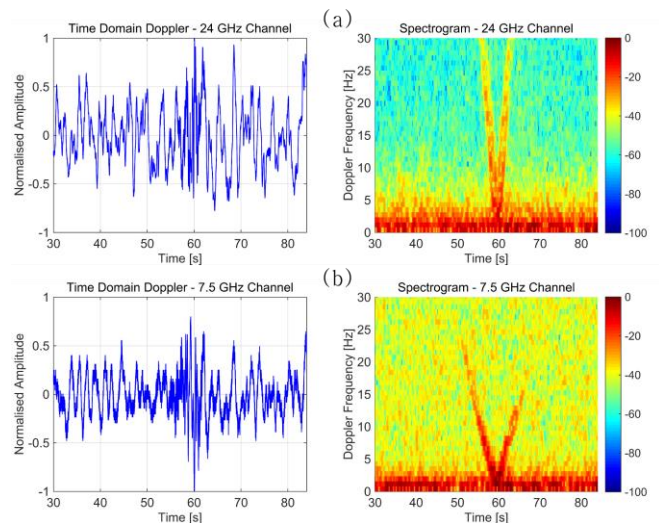 (a)
Time Domain Doppler - 24 GHz Channel
Normalised Amplitude
1
0.5
0
-0.5
-1
30 40 50 60 70 80
Time [s]
Spectrogram - 24 GHz Channel
Doppler Frequency [Hz]
30
25
20
15
10
5
0
30 40 50 60 70 80
Time [s]
0
-20
-40
-60
-80
-100
(b)
Time Domain Doppler - 7.5 GHz Channel
Normalised Amplitude
1
0.5
0
-0.5
-1
30 40 50 60 70 80
Time [s]
Spectrogram - 7.5 GHz Channel
Doppler Frequency [Hz]
30
25
20
15
10
5
0
30 40 50 60 70 80
Time [s]
0
-20
-40
-60
-80
-100